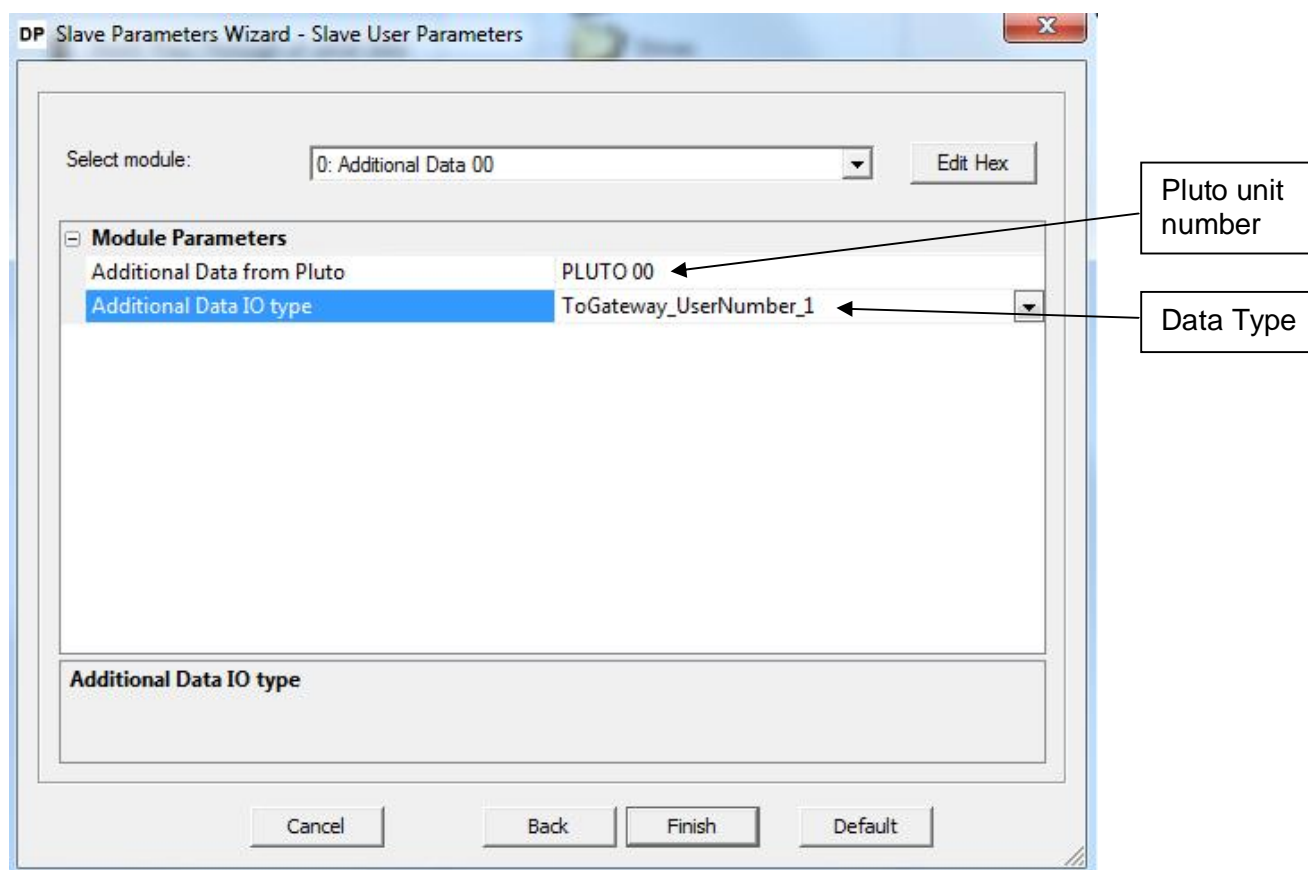 DP Slave Parameters Wizard - Slave User Parameters
X
Select module:
0: Additional Data 00
Edit Hex
Module Parameters
Additional Data from Pluto
PLUTO 00
Additional Data IO type
ToGateway_UserNumber_1
Pluto unit
number
Data Type
Additional Data IO type
Cancel
Back
Finish
Default